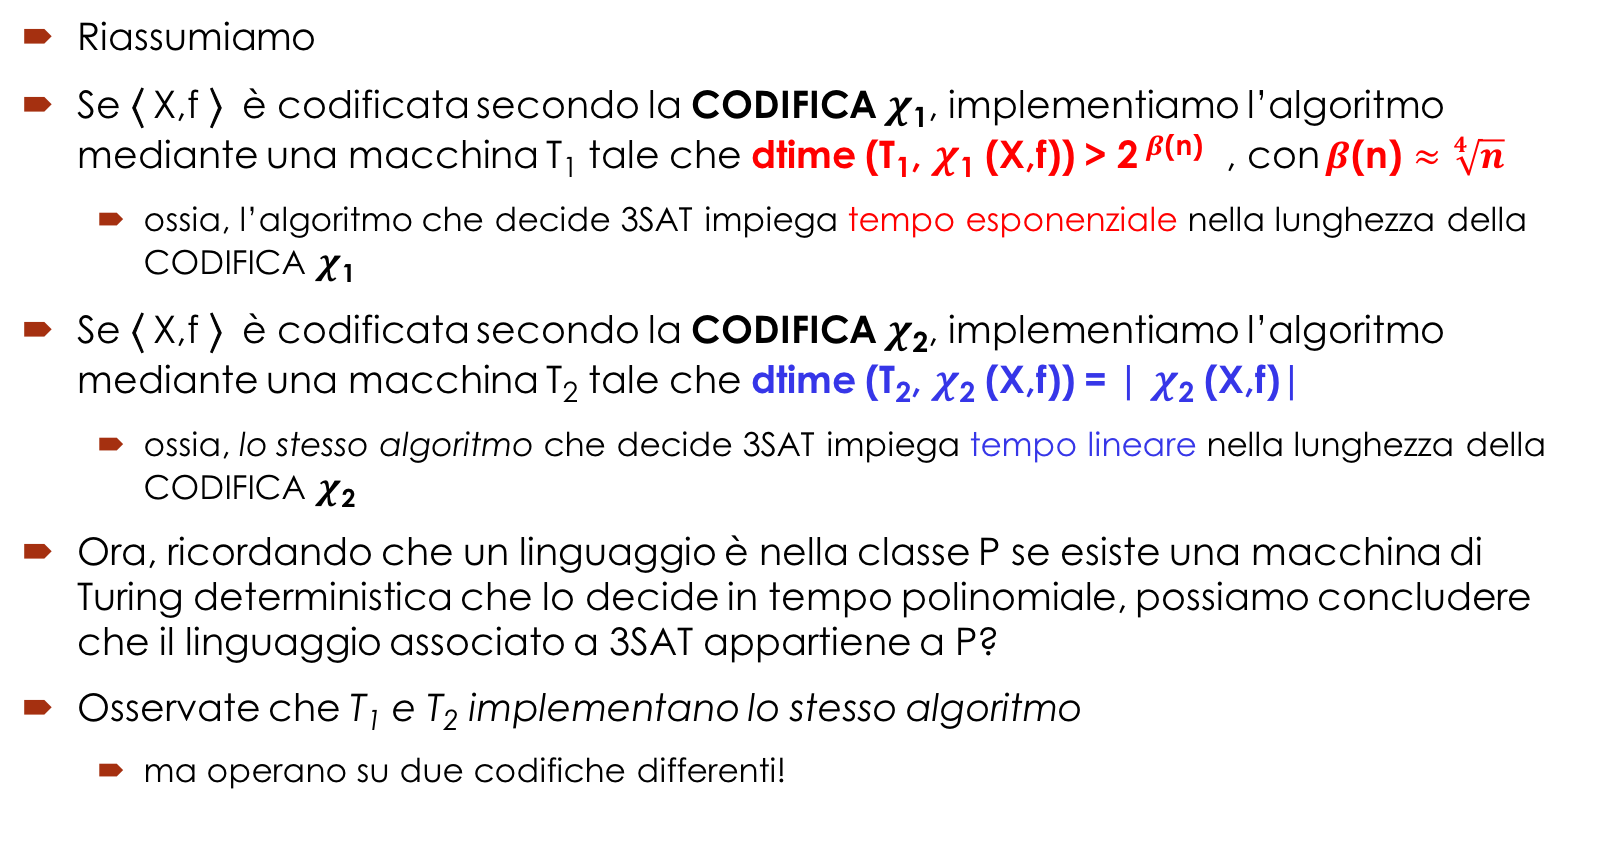 Riassumiamo
Se ⟨ X,f ⟩ è codificata secondo la CODIFICA χ₁, implementiamo l’algoritmo
mediante una macchina T₁ tale che dtime (T₁, χ₁ (X,f)) > 2^β(n) , con β(n) ≈ ∜n
ossia, l’algoritmo che decide 3SAT impiega tempo esponenziale nella lunghezza della
CODIFICA χ₁
Se ⟨ X,f ⟩ è codificata secondo la CODIFICA χ₂, implementiamo l’algoritmo
mediante una macchina T₂ tale che dtime (T₂, χ₂ (X,f)) = | χ₂ (X,f)|
ossia, lo stesso algoritmo che decide 3SAT impiega tempo lineare nella lunghezza della
CODIFICA χ₂
Ora, ricordando che un linguaggio è nella classe P se esiste una macchina di
Turing deterministica che lo decide in tempo polinomiale, possiamo concludere
che il linguaggio associato a 3SAT appartiene a P?
Osservate che T₁ e T₂ implementano lo stesso algoritmo
ma operano su due codifiche differenti!